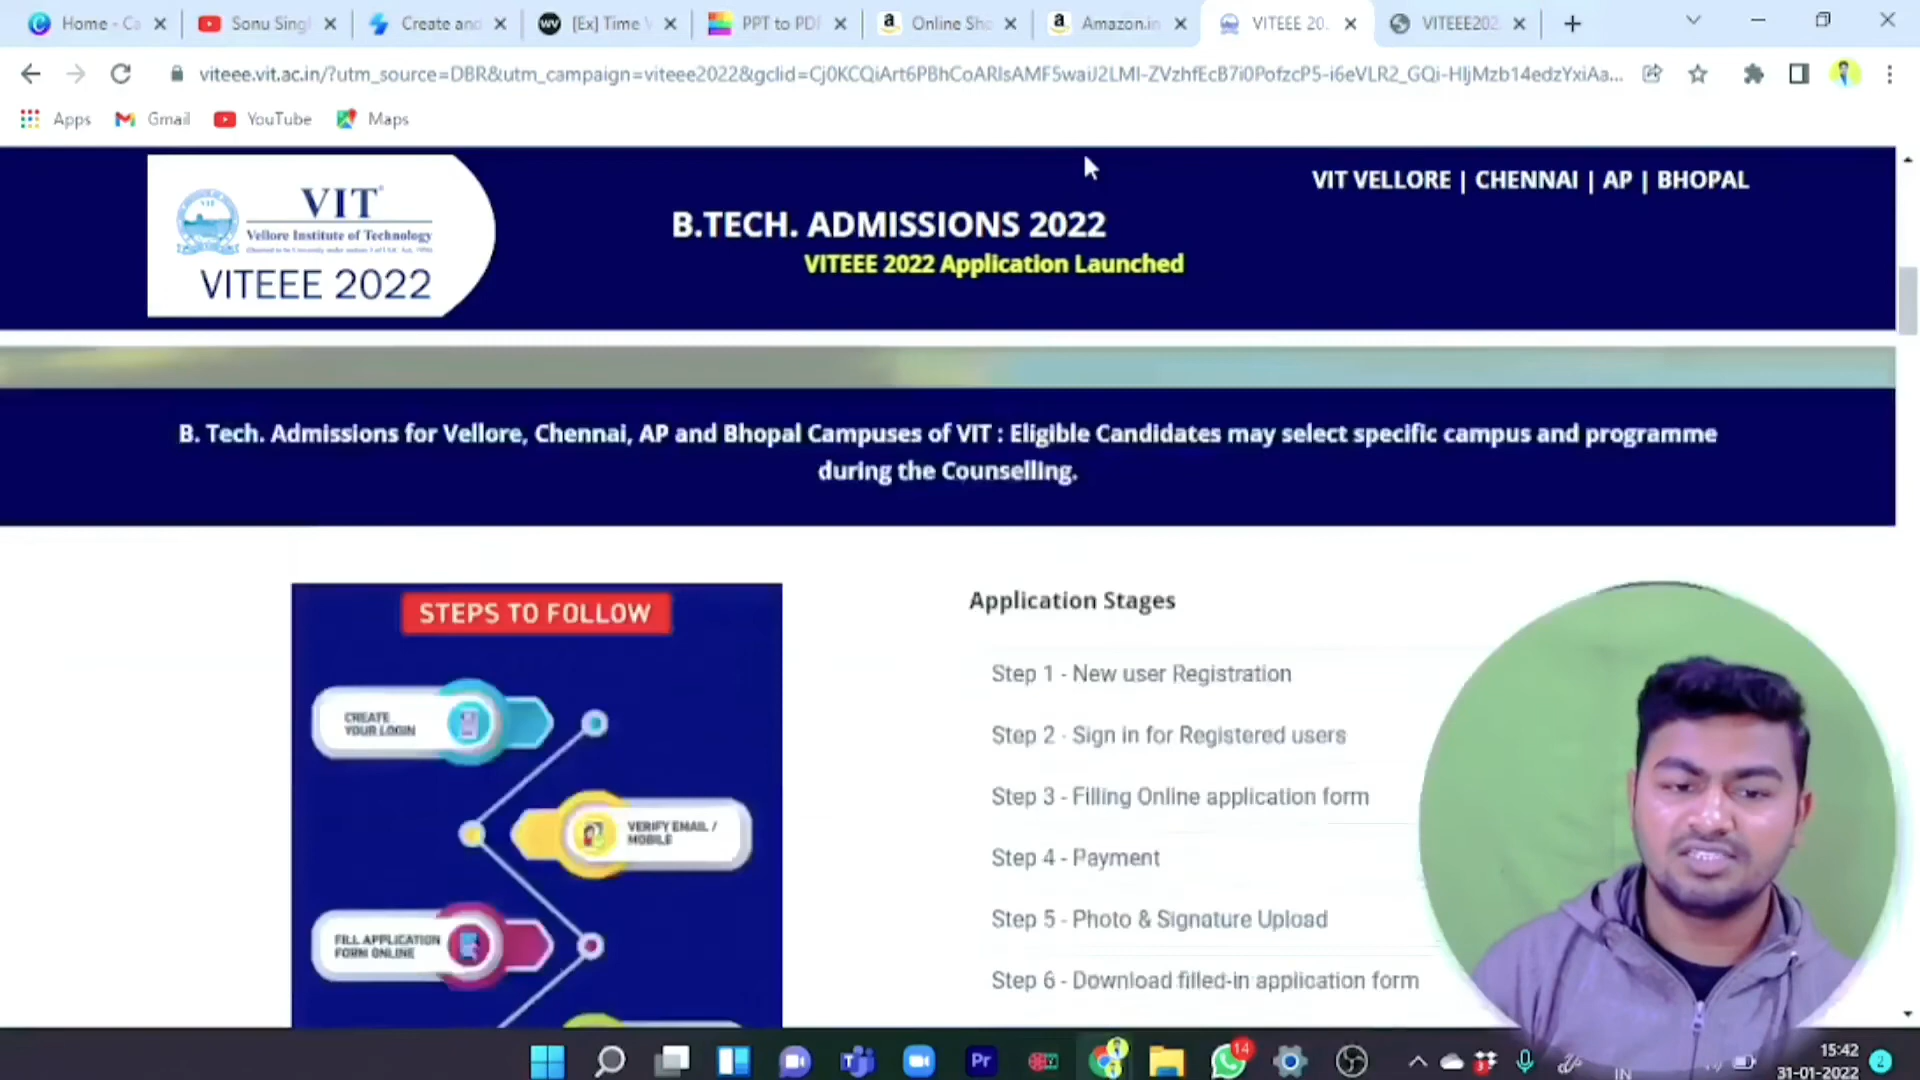 Home - Ca
Sonu Singl
Create and
[Ex] Time
PPT to PDF
Online Sho
Amazon.in
VITEEE 20
VITEEE202
viteee.vit.ac.in/?utm_source=DBR&utm_campaign=viteee2022&gclid=
Apps
Gmail
YouTube
Maps
VIT
Vellore Institute of Technology
VITEEE 2022
B.TECH. ADMISSIONS 2022
VITEEE 2022 Application Launched
VIT VELLORE | CHENNAI | AP | BHOPAL
B. Tech. Admissions for Vellore, Chennai, AP and Bhopal Campuses of VIT : Eligible Candidates may select specific campus and programme
during the Counselling.
STEPS TO FOLLOW
CREATE
YOUR LOGIN
VERIFY EMAIL /
MOBILE
FILL APPLICATION
FORM ONLINE
Application Stages
Step 1 - New user Registration
Step 2 - Sign in for Registered users
Step 3 - Filling Online application form
Step 4 - Payment
Step 5 - Photo & Signature Upload
Step 6 - Download filled-in application form
Pr
14
IN
15:42
31-01-2022
2